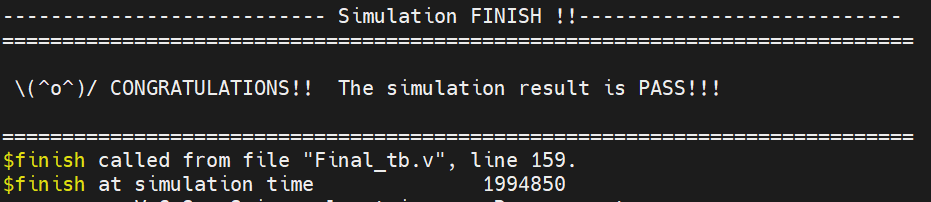 --------------------------- Simulation FINISH !!---------------------------
============================================================================
\(^o^)/ CONGRATULATIONS!!  The simulation result is PASS!!!
============================================================================
$finish called from file "Final_tb.v", line 159.
$finish at simulation time              1994850